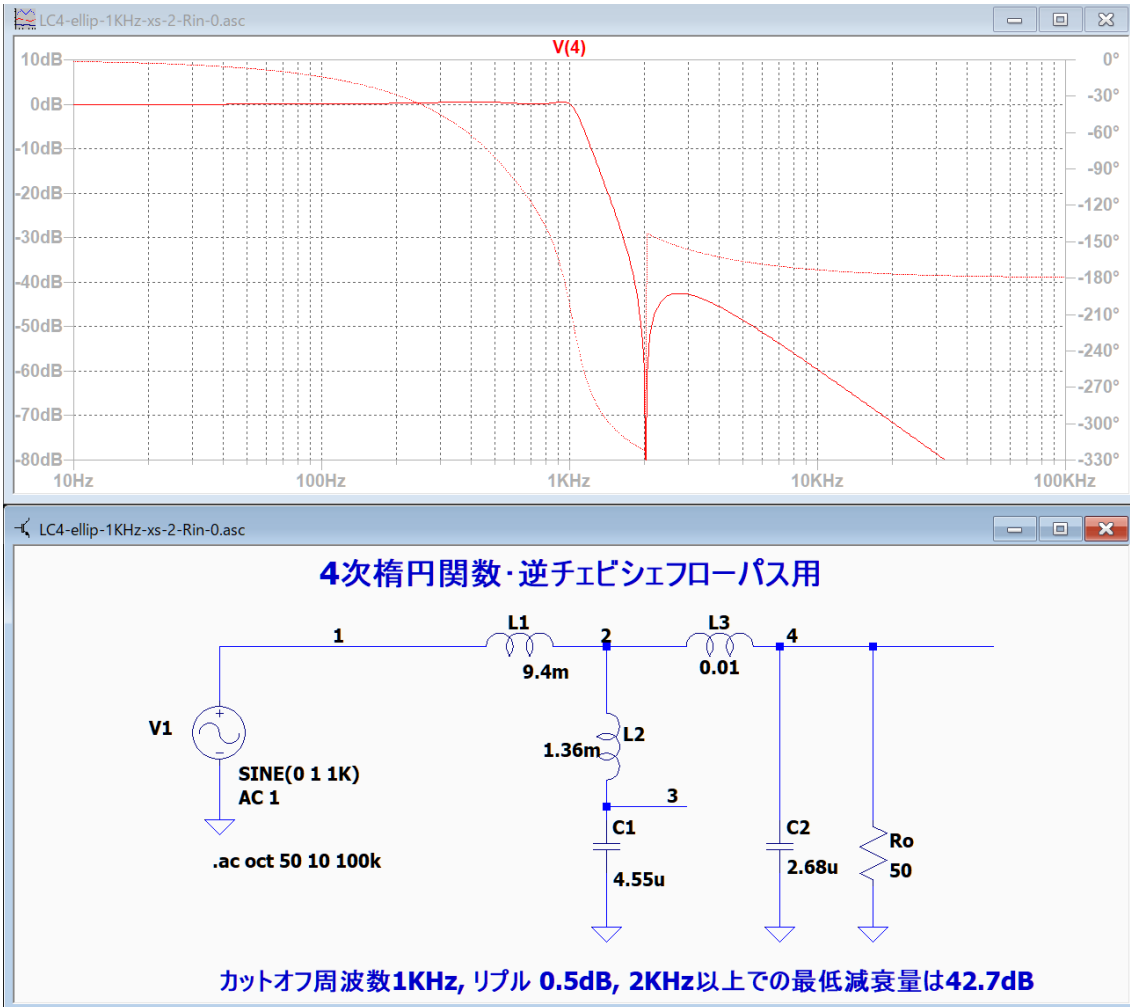 LC4-ellip-1KHz-xs-2-Rin-0.asc
V(4)
10dB
0°
0dB
-30°
-10dB
-60°
-20dB
-90°
-30dB
-120°
-40dB
-150°
-50dB
-180°
-60dB
-210°
-70dB
-240°
-80dB
-270°
-300°
-330°
10Hz 100Hz 1KHz 10KHz 100KHz
LC4-ellip-1KHz-xs-2-Rin-0.asc
4次楕円関数・逆チェビシェフローパス用
1 L1 2 L3 4
9.4m 0.01
V1
L2
1.36m
SINE(0 1 1K)
AC 1
3
C1 C2 Ro
4.55u 2.68u 50
.ac oct 50 10 100k
カットオフ周波数1KHz, リプル 0.5dB, 2KHz以上での最低減衰量は42.7dB